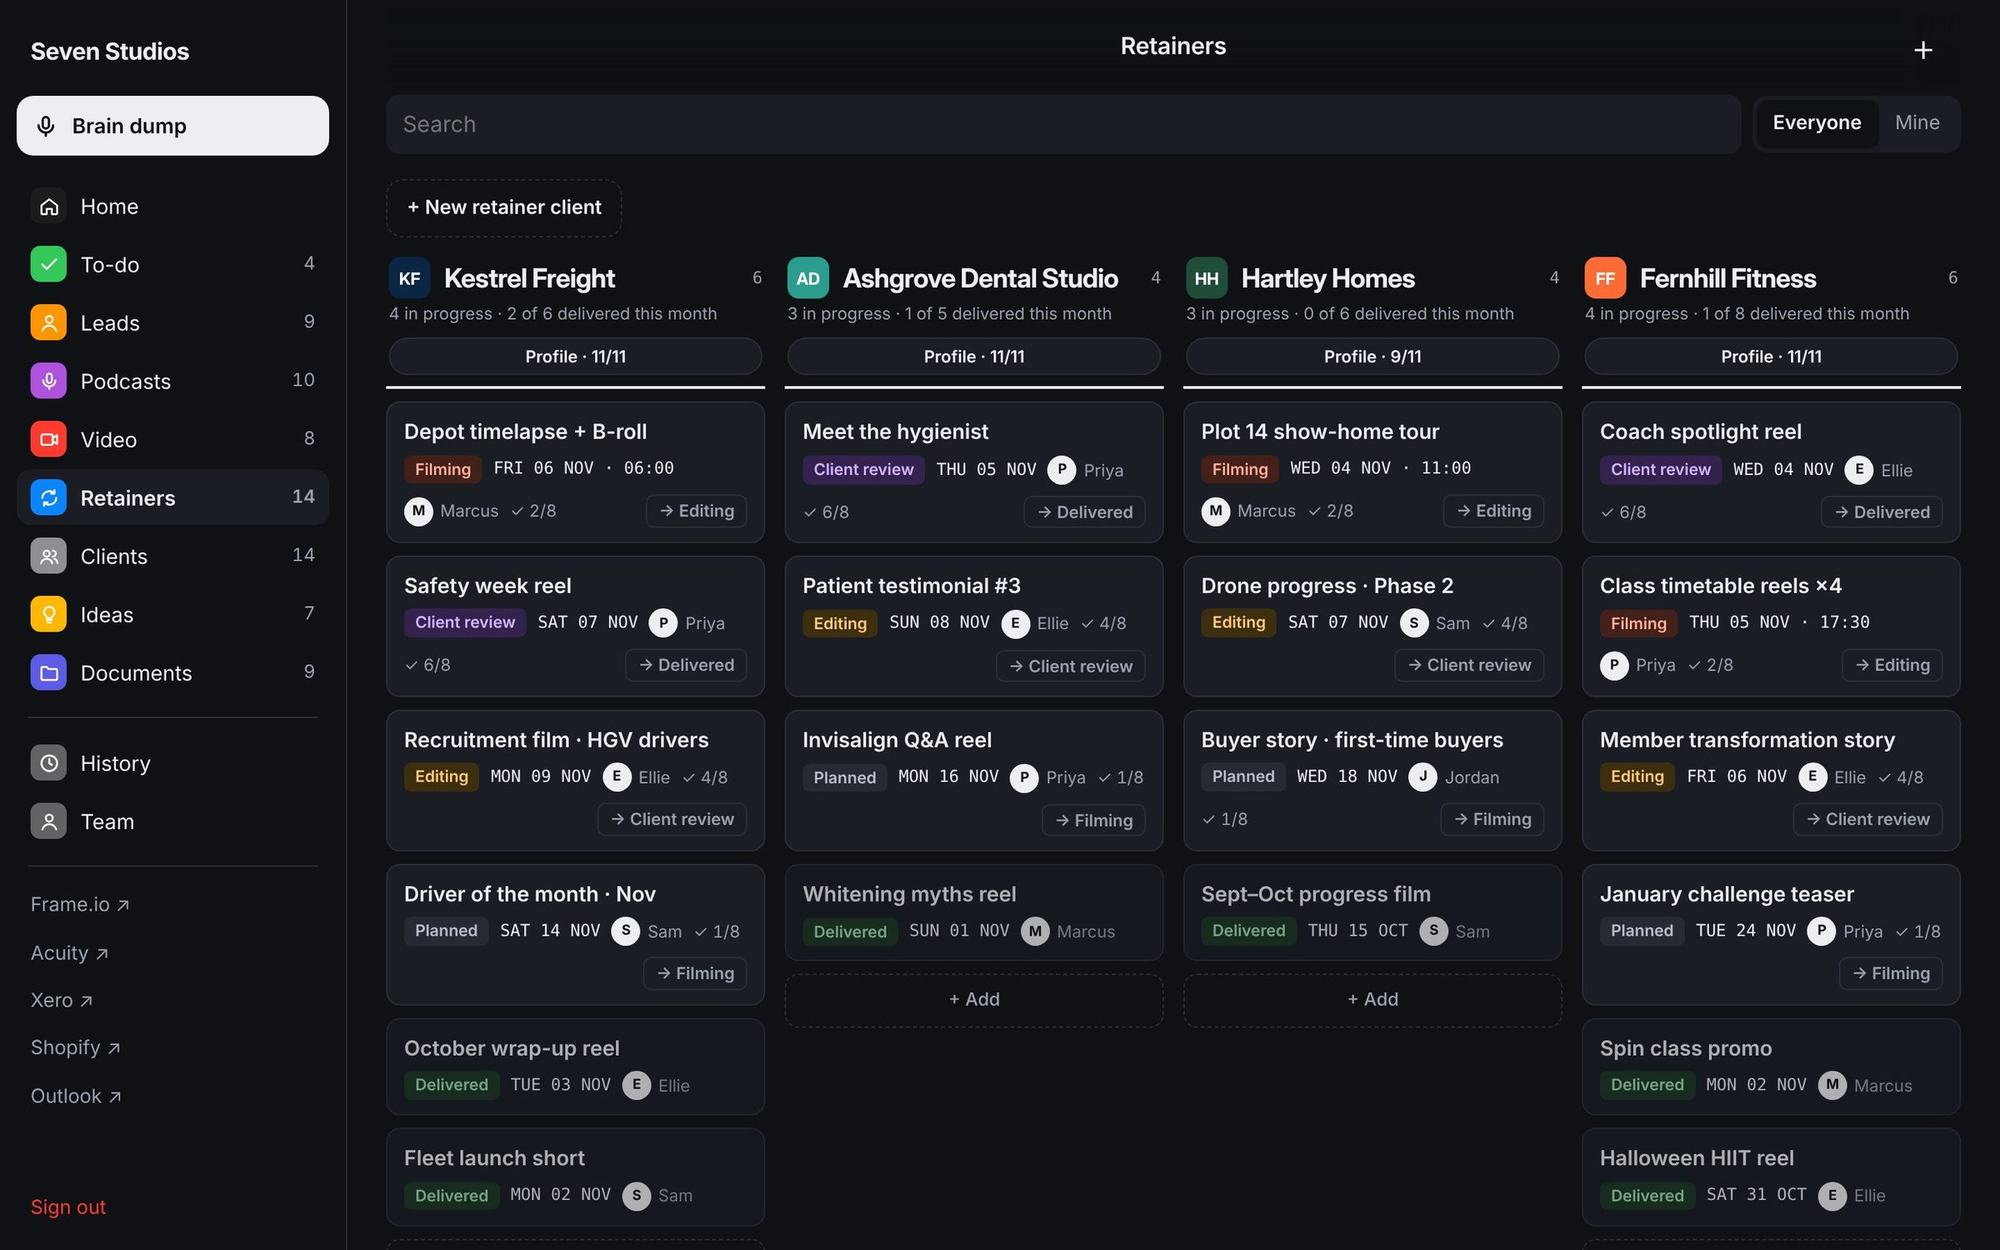 Seven Studios
Brain dump
Home
To-do 4
Leads 9
Podcasts 10
Video 8
Retainers 14
Clients 14
Ideas 7
Documents 9
History
Team
Frame.io ↗
Acuity ↗
Xero ↗
Shopify ↗
Outlook ↗
Sign out
Retainers
+
Search
Everyone Mine
+ New retainer client
KF Kestrel Freight 6
4 in progress · 2 of 6 delivered this month
Profile · 11/11
Depot timelapse + B-roll
Filming FRI 06 NOV · 06:00
M Marcus ✓ 2/8 → Editing
Safety week reel
Client review SAT 07 NOV P Priya
✓ 6/8 → Delivered
Recruitment film · HGV drivers
Editing MON 09 NOV E Ellie ✓ 4/8
→ Client review
Driver of the month · Nov
Planned SAT 14 NOV S Sam ✓ 1/8
→ Filming
October wrap-up reel
Delivered TUE 03 NOV E Ellie
Fleet launch short
Delivered MON 02 NOV S Sam
AD Ashgrove Dental Studio 4
3 in progress · 1 of 5 delivered this month
Profile · 11/11
Meet the hygienist
Client review THU 05 NOV P Priya
✓ 6/8 → Delivered
Patient testimonial #3
Editing SUN 08 NOV E Ellie ✓ 4/8
→ Client review
Invisalign Q&A reel
Planned MON 16 NOV P Priya ✓ 1/8
→ Filming
Whitening myths reel
Delivered SUN 01 NOV M Marcus
+ Add
HH Hartley Homes 4
3 in progress · 0 of 6 delivered this month
Profile · 9/11
Plot 14 show-home tour
Filming WED 04 NOV · 11:00
M Marcus ✓ 2/8 → Editing
Drone progress · Phase 2
Editing SAT 07 NOV S Sam ✓ 4/8
→ Client review
Buyer story · first-time buyers
Planned WED 18 NOV J Jordan
✓ 1/8 → Filming
Sept–Oct progress film
Delivered THU 15 OCT S Sam
+ Add
FF Fernhill Fitness 6
4 in progress · 1 of 8 delivered this month
Profile · 11/11
Coach spotlight reel
Client review WED 04 NOV E Ellie
✓ 6/8 → Delivered
Class timetable reels ×4
Filming THU 05 NOV · 17:30
P Priya ✓ 2/8 → Editing
Member transformation story
Editing FRI 06 NOV E Ellie ✓ 4/8
→ Client review
January challenge teaser
Planned TUE 24 NOV P Priya ✓ 1/8
→ Filming
Spin class promo
Delivered MON 02 NOV M Marcus
Halloween HIIT reel
Delivered SAT 31 OCT E Ellie